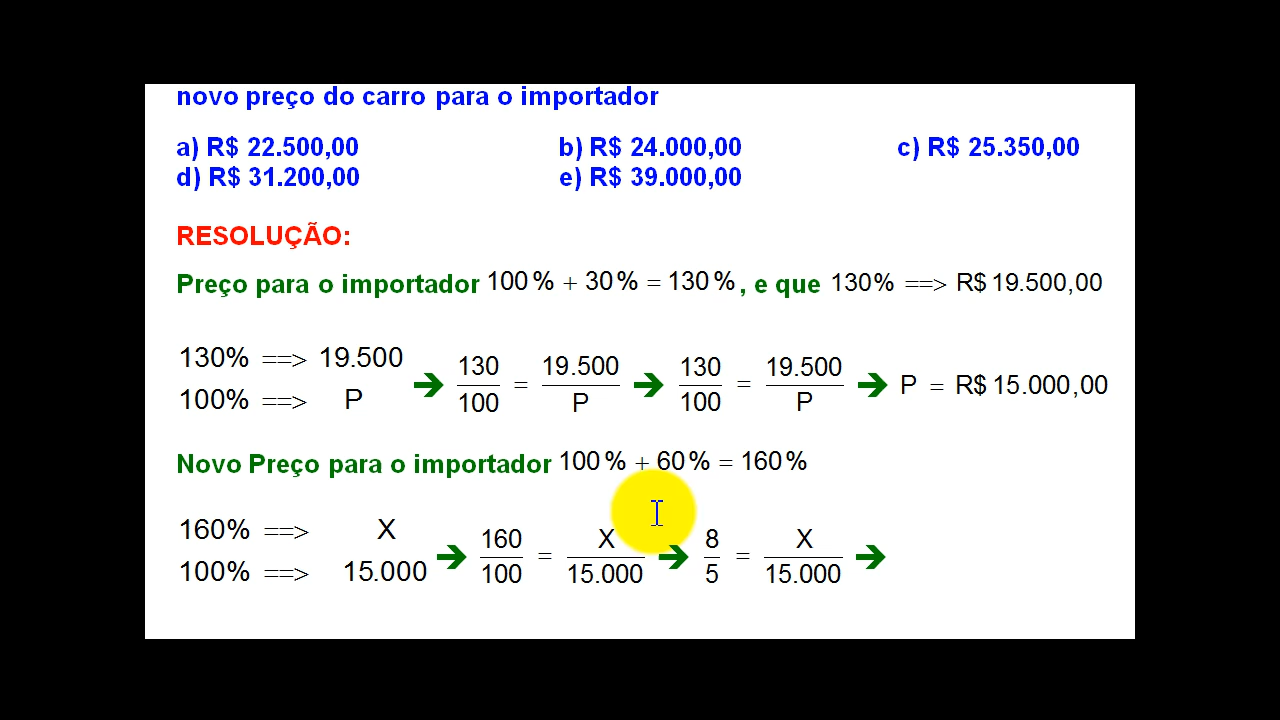 novo preço do carro para o importador
a) R$ 22.500,00 b) R$ 24.000,00 c) R$ 25.350,00
d) R$ 31.200,00 e) R$ 39.000,00
RESOLUÇÃO:
Preço para o importador 100% + 30% = 130%, e que 130% ==> R$ 19.500,00
130% ==> 19.500
100% ==> P
➔ 130/100 = 19.500/P ➔ 130/100 = 19.500/P ➔ P = R$ 15.000,00
Novo Preço para o importador 100% + 60% = 160%
160% ==> X
100% ==> 15.000
➔ 160/100 = X/15.000 ➔ 8/5 = X/15.000 ➔